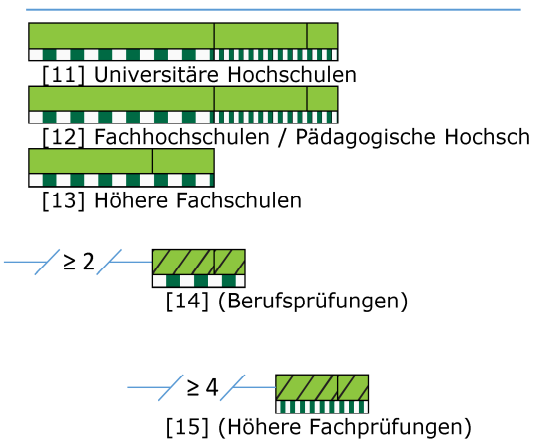 [11] Universitäre Hochschulen
[12] Fachhochschulen / Pädagogische Hochsch
[13] Höhere Fachschulen
≥ 2
[14] (Berufsprüfungen)
≥ 4
[15] (Höhere Fachprüfungen)